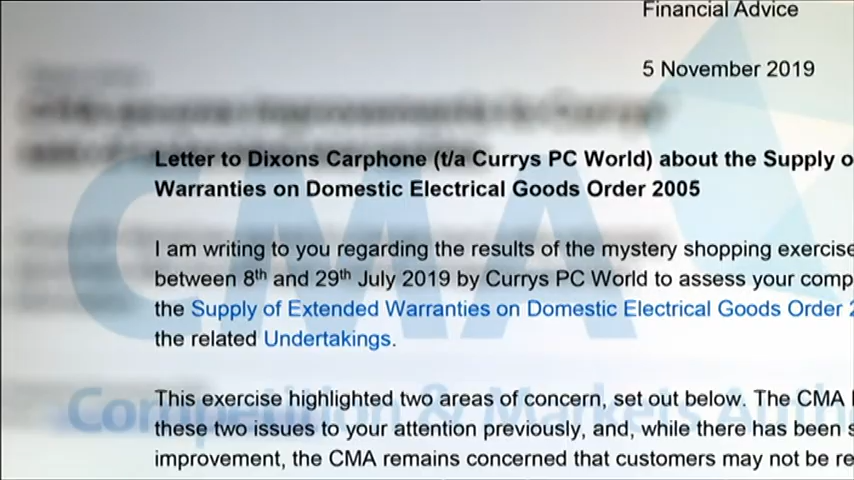 Financial Advice
5 November 2019
Letter to Dixons Carphone (t/a Currys PC World) about the Supply o
Warranties on Domestic Electrical Goods Order 2005
I am writing to you regarding the results of the mystery shopping exercise
between 8th and 29th July 2019 by Currys PC World to assess your comp
the Supply of Extended Warranties on Domestic Electrical Goods Order 2
the related Undertakings.
CMA
Competition & Markets Auth
This exercise highlighted two areas of concern, set out below. The CMA
these two issues to your attention previously, and, while there has been s
improvement, the CMA remains concerned that customers may not be re